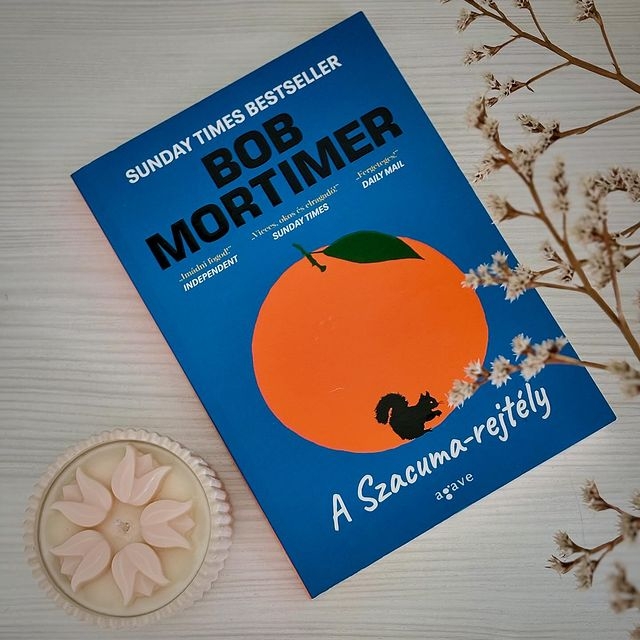 SUNDAY TIMES BESTSELLER
BOB
MORTIMER
„Imádni fogod!”
INDEPENDENT
„Vicces, okos és elragadó!”
SUNDAY TIMES
„Fergeteges!”
DAILY MAIL
A Szacuma-rejtély
agave